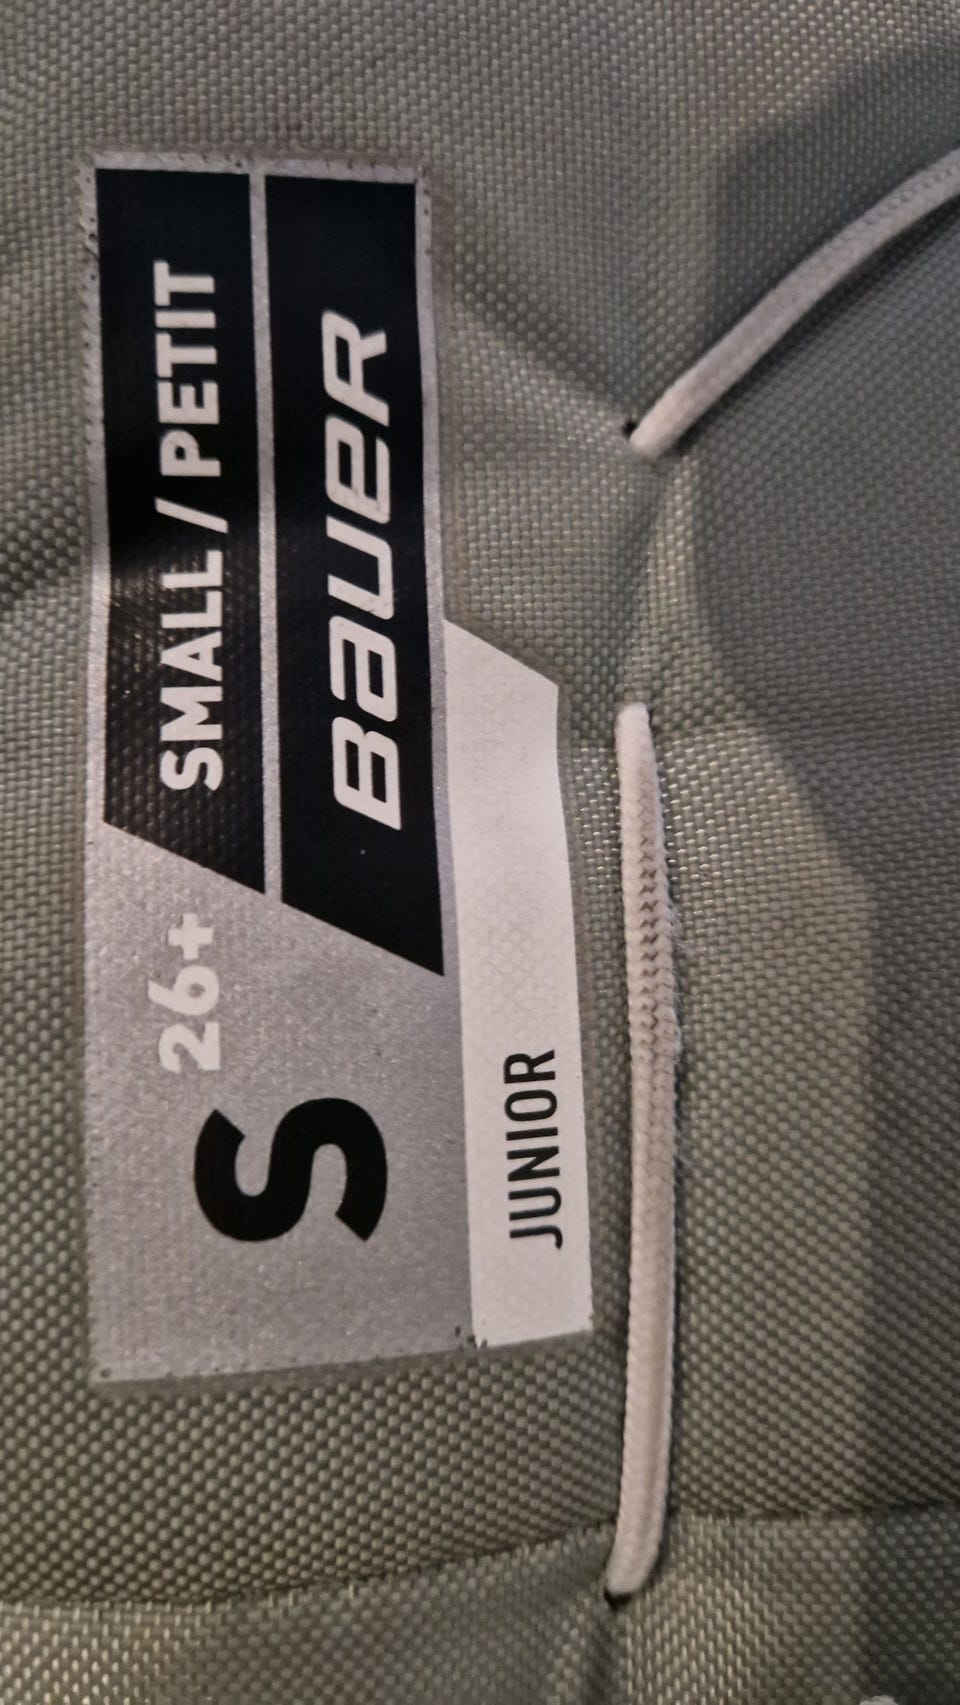 JUNIOR
BAUER
S 26+ SMALL / PETIT